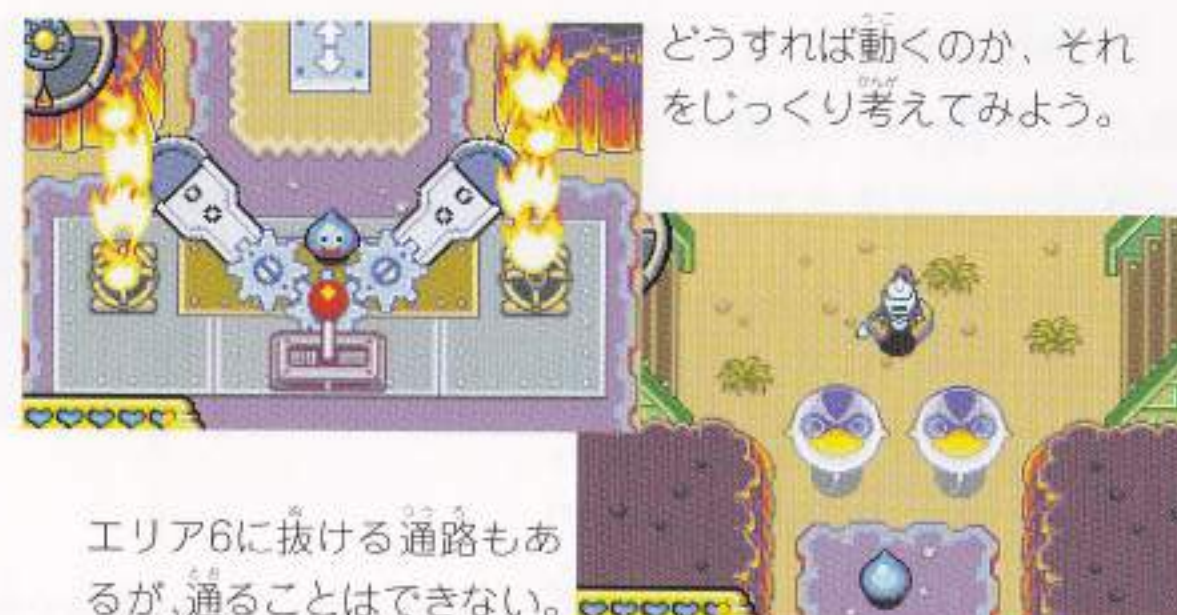 どうすれば動くのか、それ
をじっくり考えてみよう。
エリア6に抜ける通路もあ
るが、通ることはできない。